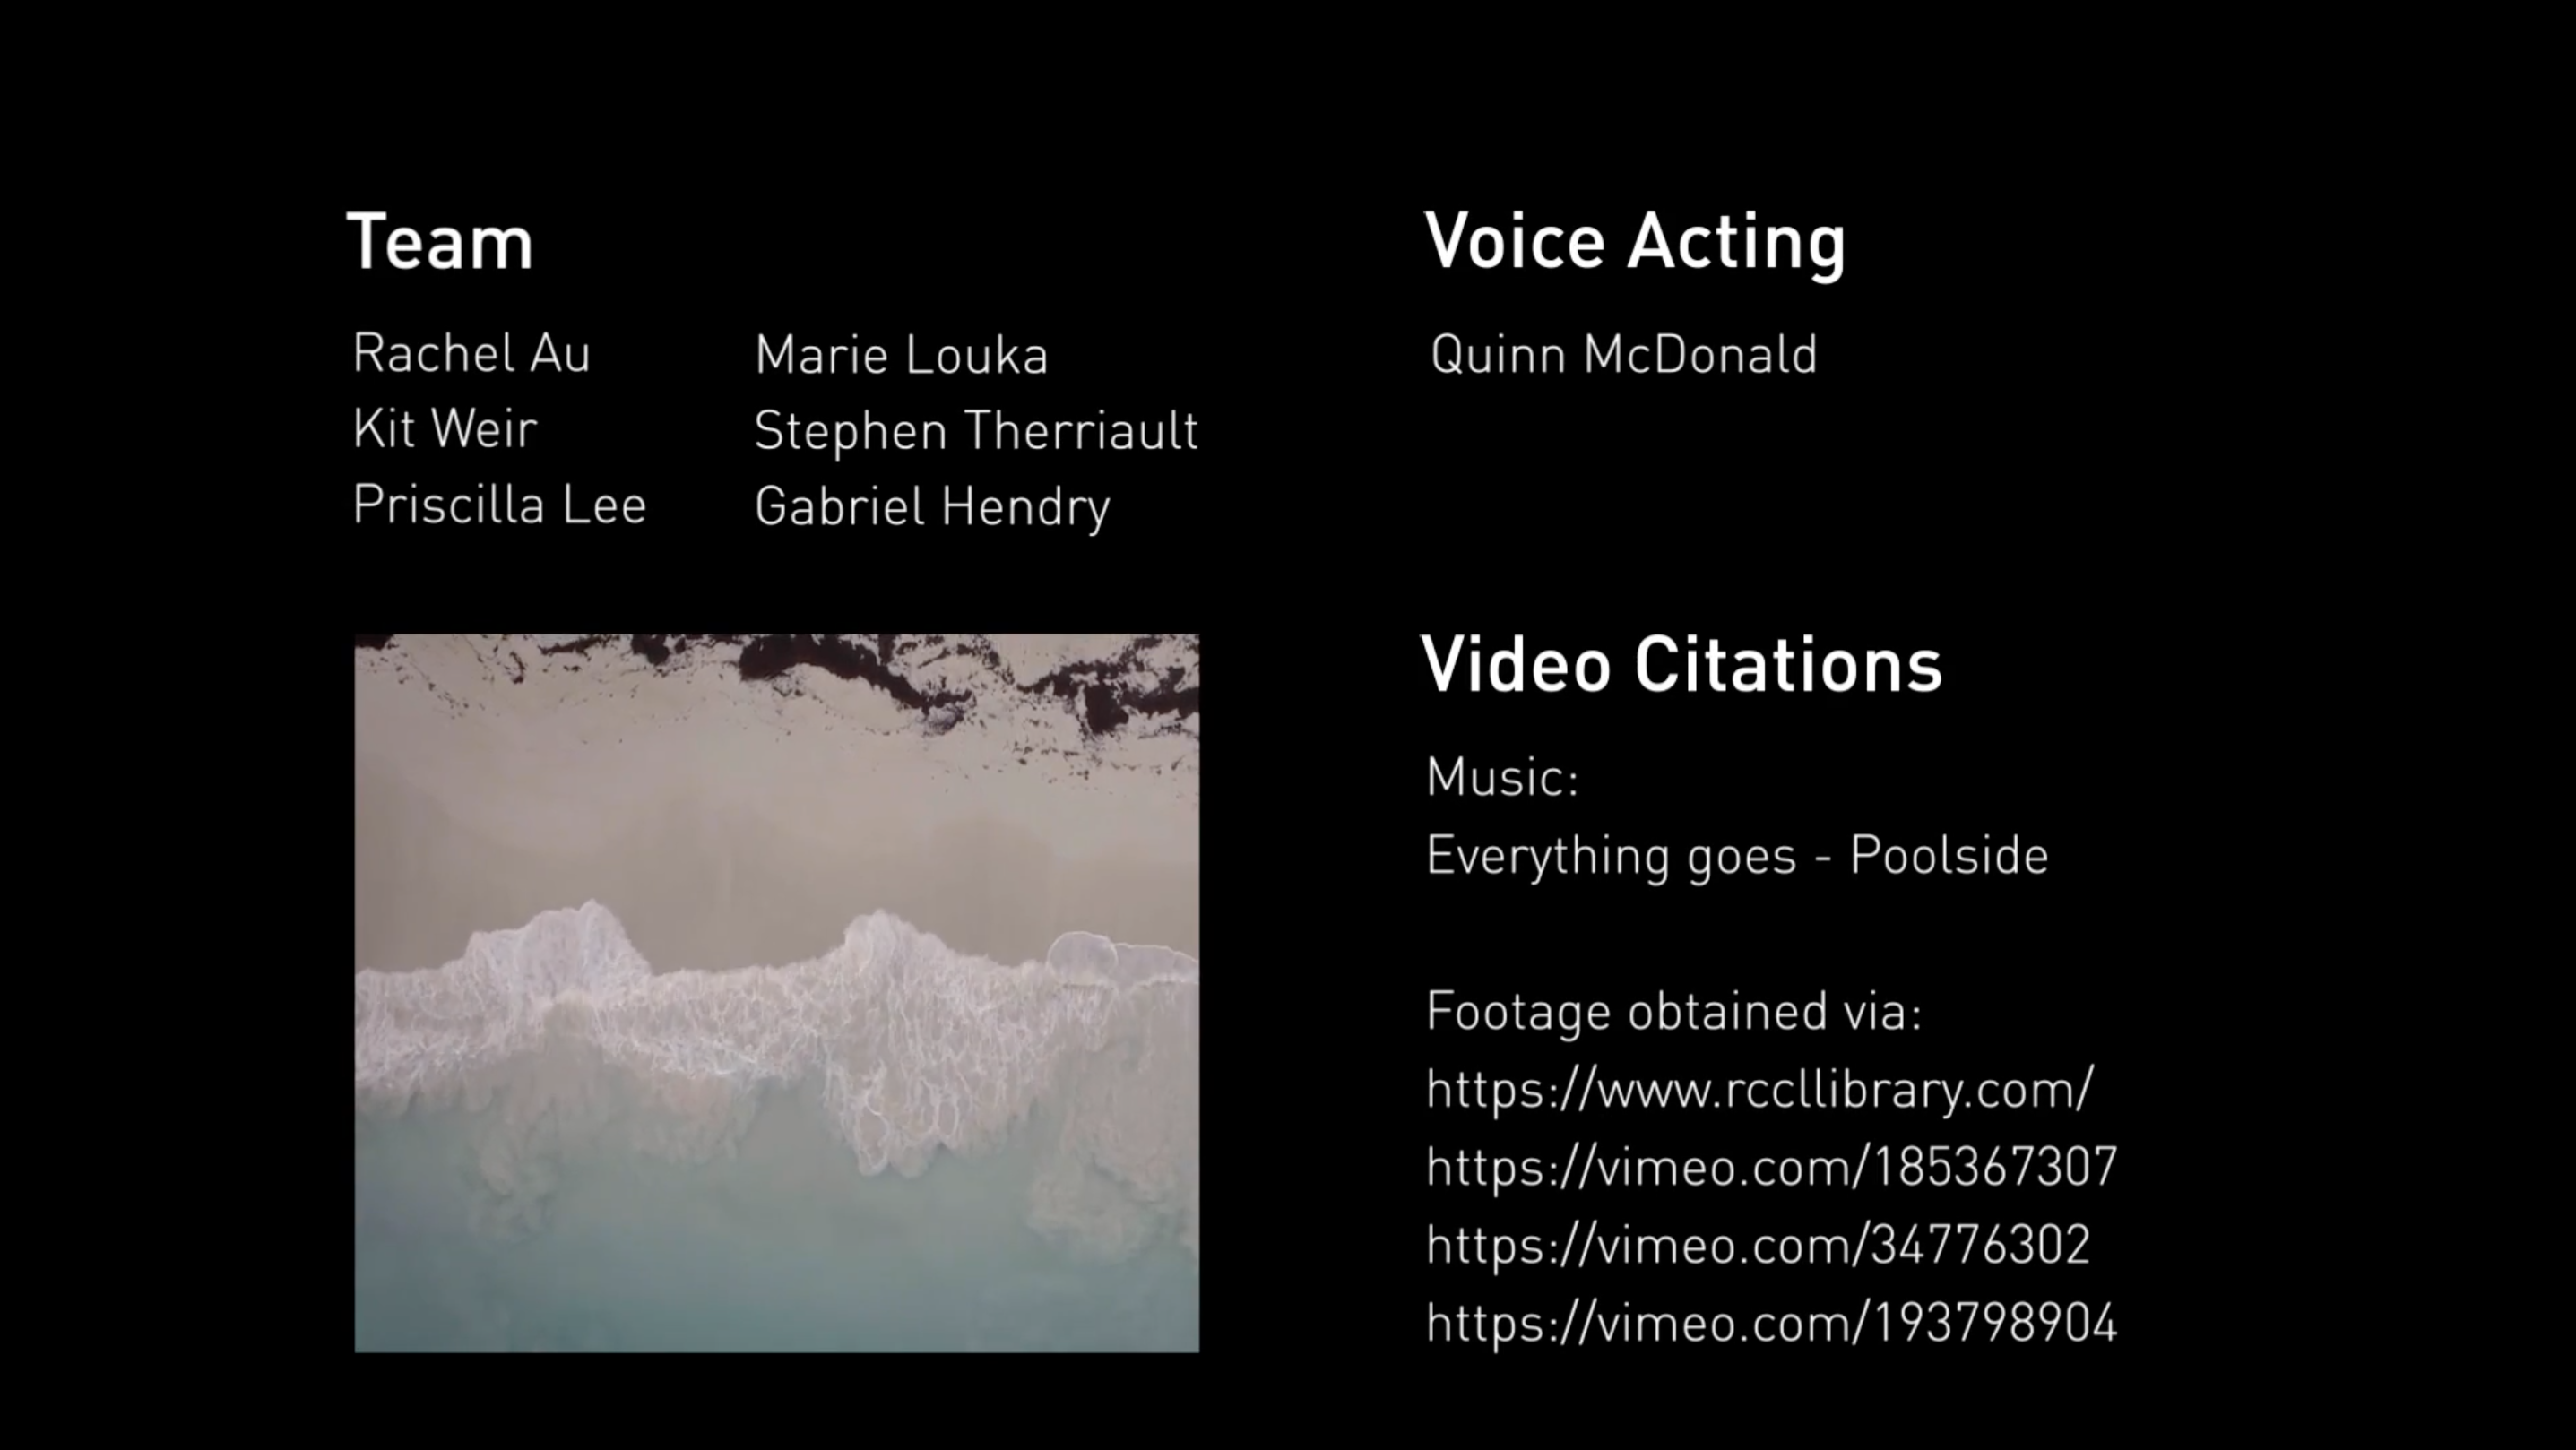 Team
Rachel Au
Kit Weir
Priscilla Lee
Marie Louka
Stephen Therriault
Gabriel Hendry
Voice Acting
Quinn McDonald
Video Citations
Music:
Everything goes - Poolside
Footage obtained via:
https://www.rccllibrary.com/
https://vimeo.com/185367307
https://vimeo.com/34776302
https://vimeo.com/193798904